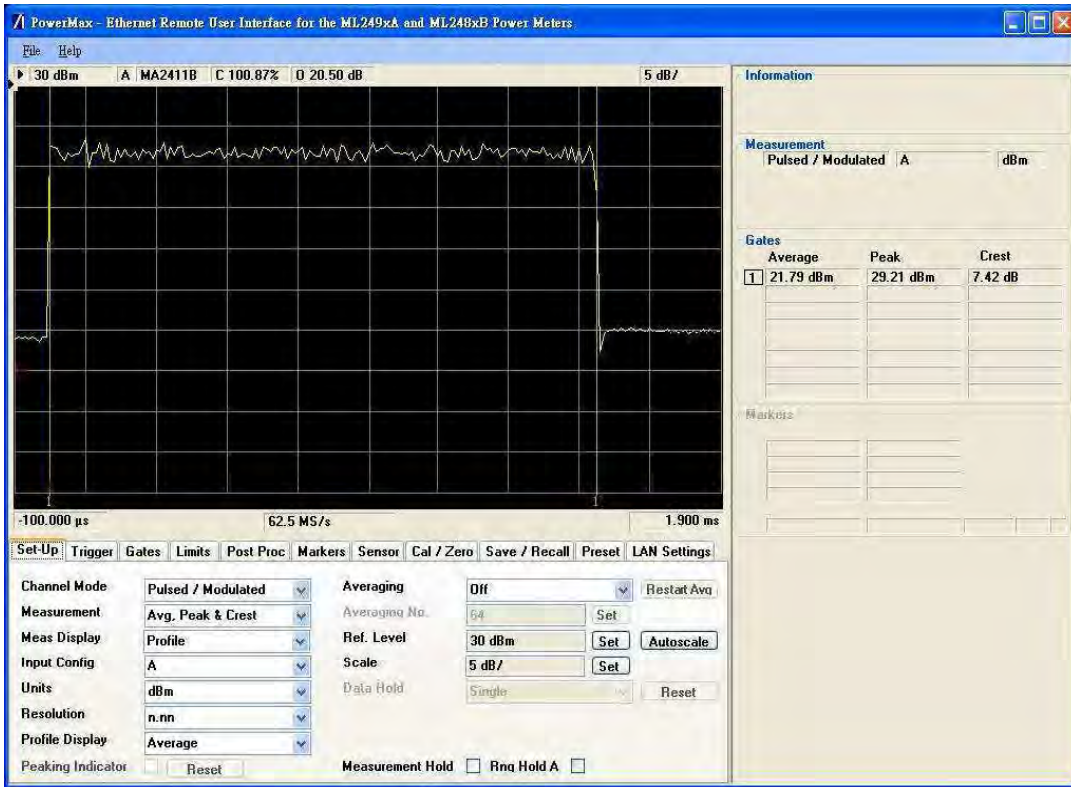 PowerMax - Ethernet Remote User Interface for the ML249xA and ML248xB Power Meters
File Help
30 dBm A MA2411B C 100.87% O 20.50 dB 5 dB/
-100.000 µs 62.5 MS/s 1.900 ms
Information
Measurement
Pulsed / Modulated A dBm
Gates
Average Peak Crest
1 21.79 dBm 29.21 dBm 7.42 dB
Markers
Set-Up Trigger Gates Limits Post Proc Markers Sensor Cal / Zero Save / Recall Preset LAN Settings
Channel Mode Pulsed / Modulated Averaging Off Restart Avg
Measurement Avg, Peak & Crest Averaging No. 64 Set
Meas Display Profile Ref. Level 30 dBm Set Autoscale
Input Config A Scale 5 dB/ Set
Units dBm Data Hold Single Reset
Resolution n.nn
Profile Display Average
Peaking Indicator Reset Measurement Hold Rng Hold A